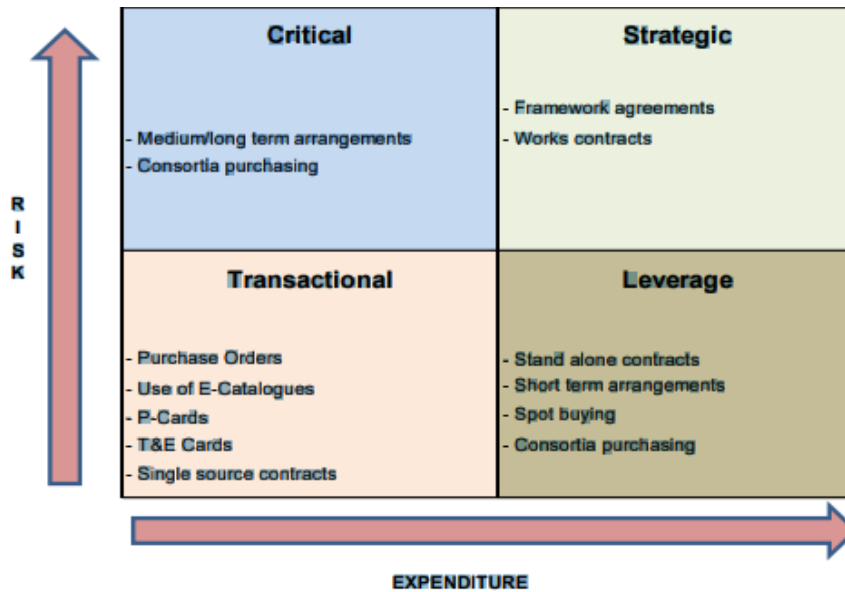 Critical
- Medium/long term arrangements
- Consortia purchasing
Strategic
- Framework agreements
- Works contracts
R
I
S
K
Transactional
- Purchase Orders
- Use of E-Catalogues
- P-Cards
- T&E Cards
- Single source contracts
Leverage
- Stand alone contracts
- Short term arrangements
- Spot buying
- Consortia purchasing
EXPENDITURE